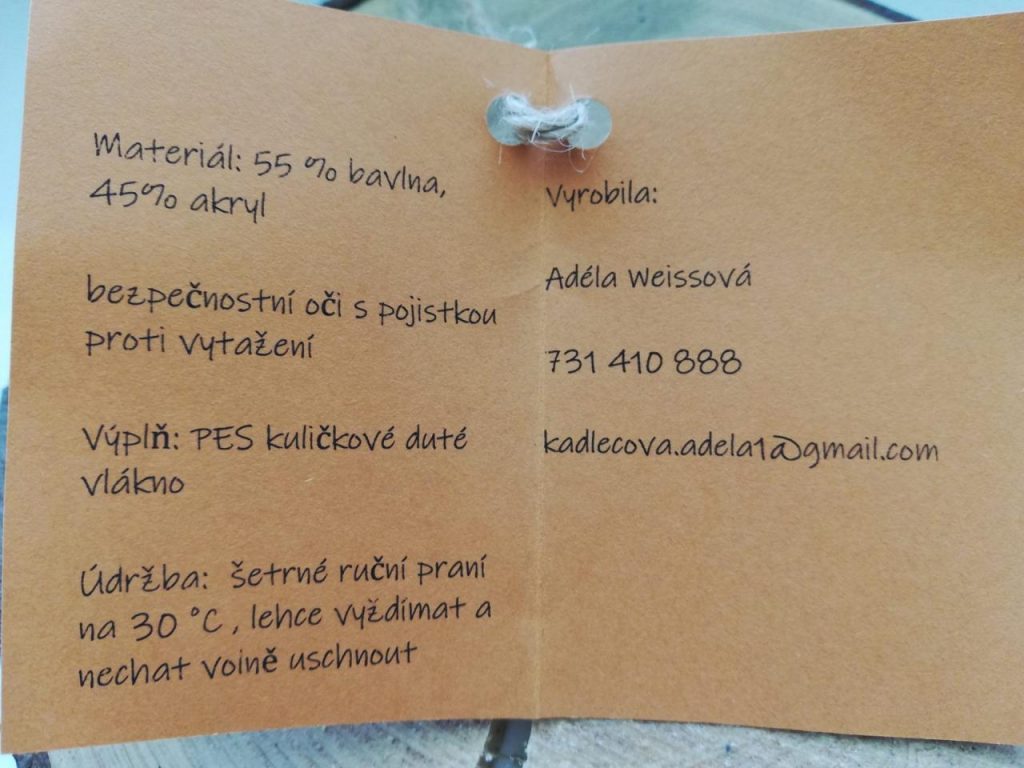 Materiál: 55 % bavlna,
45% akryl
bezpečnostní oči s pojistkou
proti vytažení
Výplň: PES kuličkové duté
vlákno
Údržba: šetrné ruční praní
na 30 °C, lehce vyždímat a
nechat voině uschnout
Vyrobila:
Adéla Weissová
731 410 888
kadlecova.adela1@gmail.com